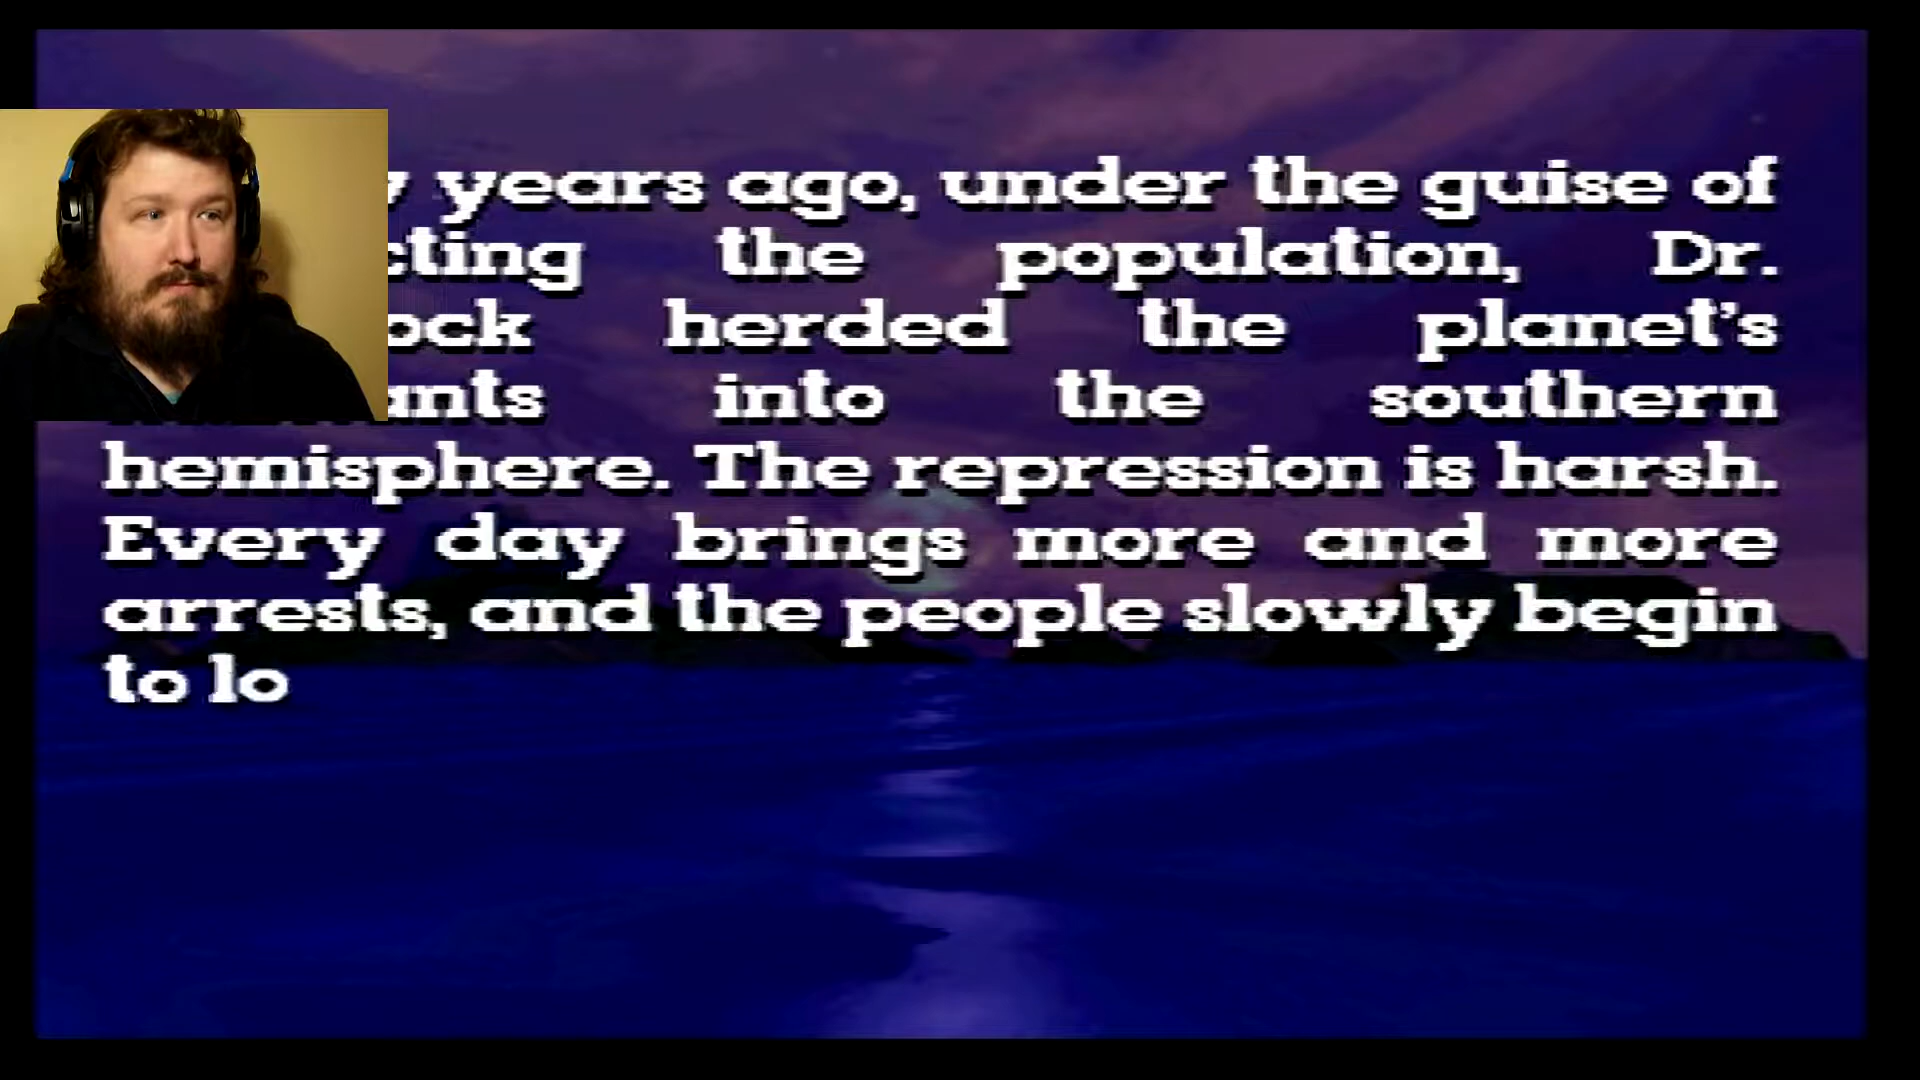 years ago, under the guise of
the population, Dr.
herded the planet's
into the southern
hemisphere. The repression is harsh.
Every day brings more and more
arrests, and the people slowly begin
to lo